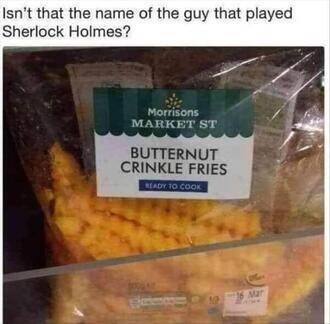 Isn't that the name of the guy that played
Sherlock Holmes?
Morrisons
MARKET ST
BUTTERNUT
CRINKLE FRIES
READY TO COOK
16 Mar